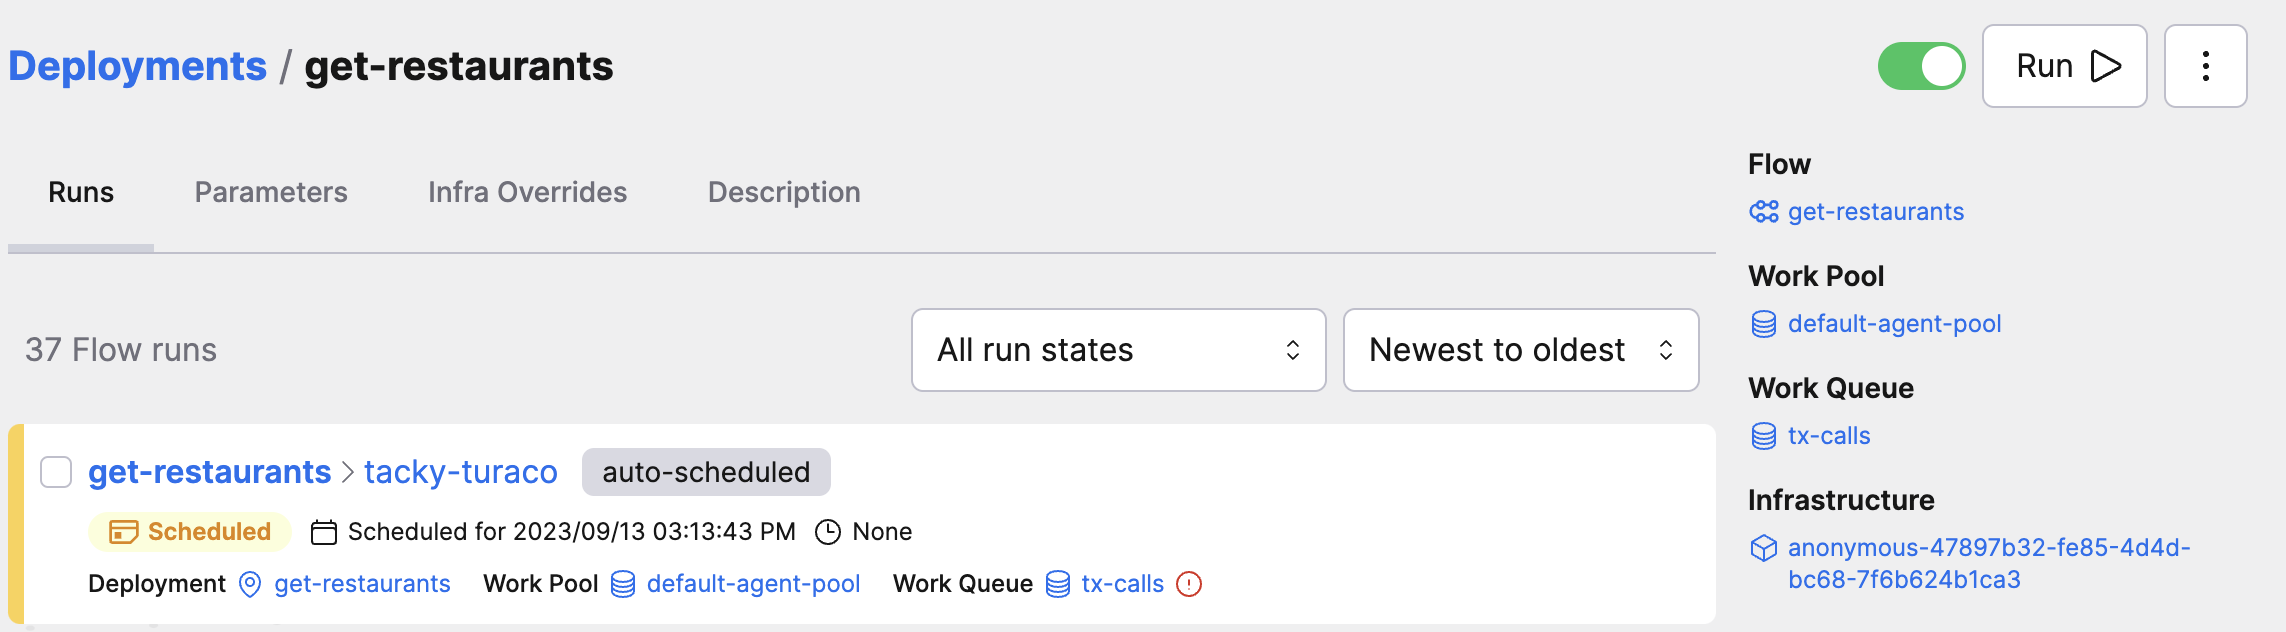 Deployments / get-restaurants
Run
Runs Parameters Infra Overrides Description
37 Flow runs
All run states
Newest to oldest
get-restaurants > tacky-turaco auto-scheduled
Scheduled Scheduled for 2023/09/13 03:13:43 PM None
Deployment get-restaurants Work Pool default-agent-pool Work Queue tx-calls
Flow
get-restaurants
Work Pool
default-agent-pool
Work Queue
tx-calls
Infrastructure
anonymous-47897b32-fe85-4d4d-
bc68-7f6b624b1ca3